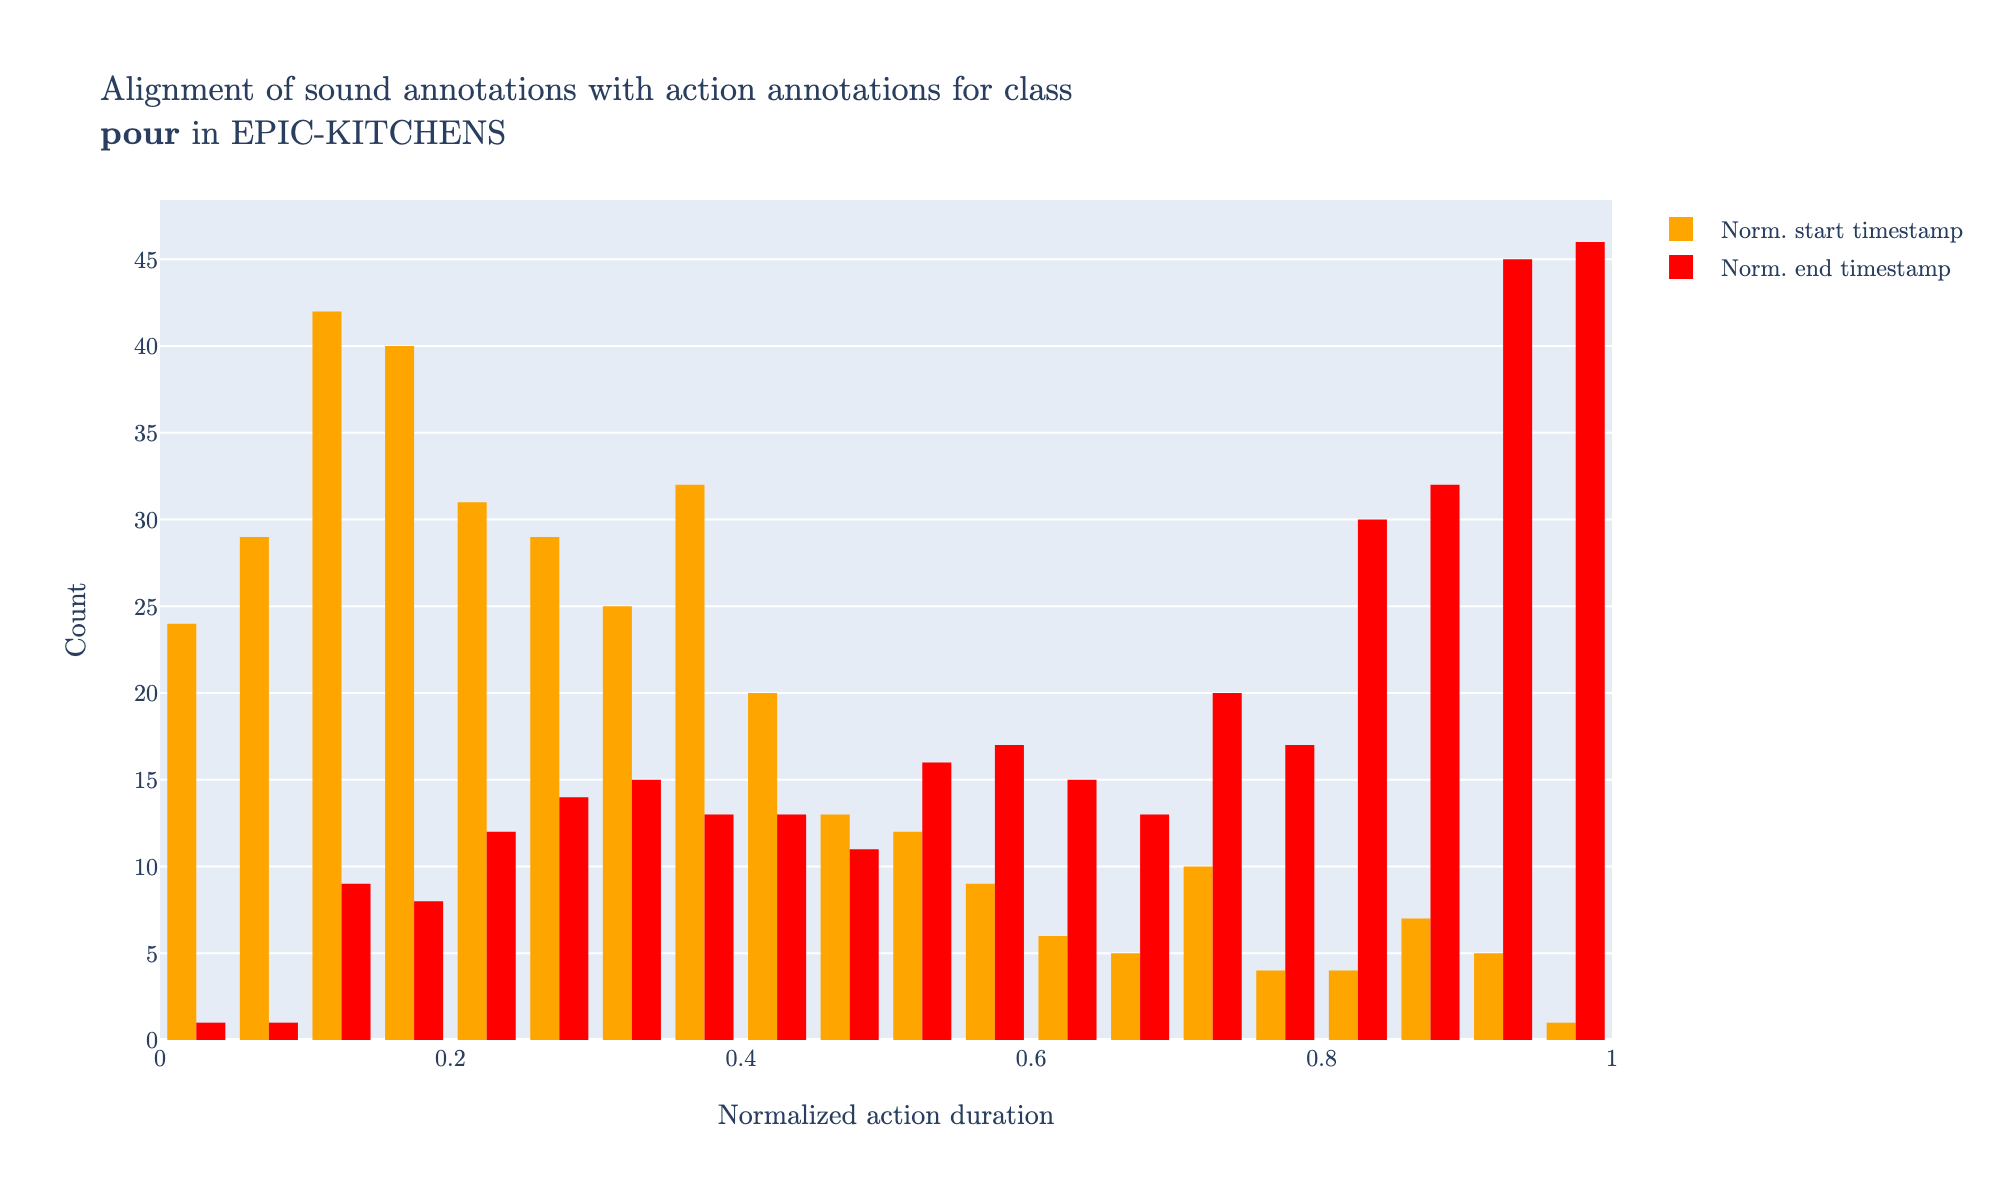 Alignment of sound annotations with action annotations for class
pour in EPIC-KITCHENS
Norm. start timestamp
Norm. end timestamp
45
40
35
30
25
20
15
10
5
0
Count
0 0.2 0.4 0.6 0.8 1
Normalized action duration